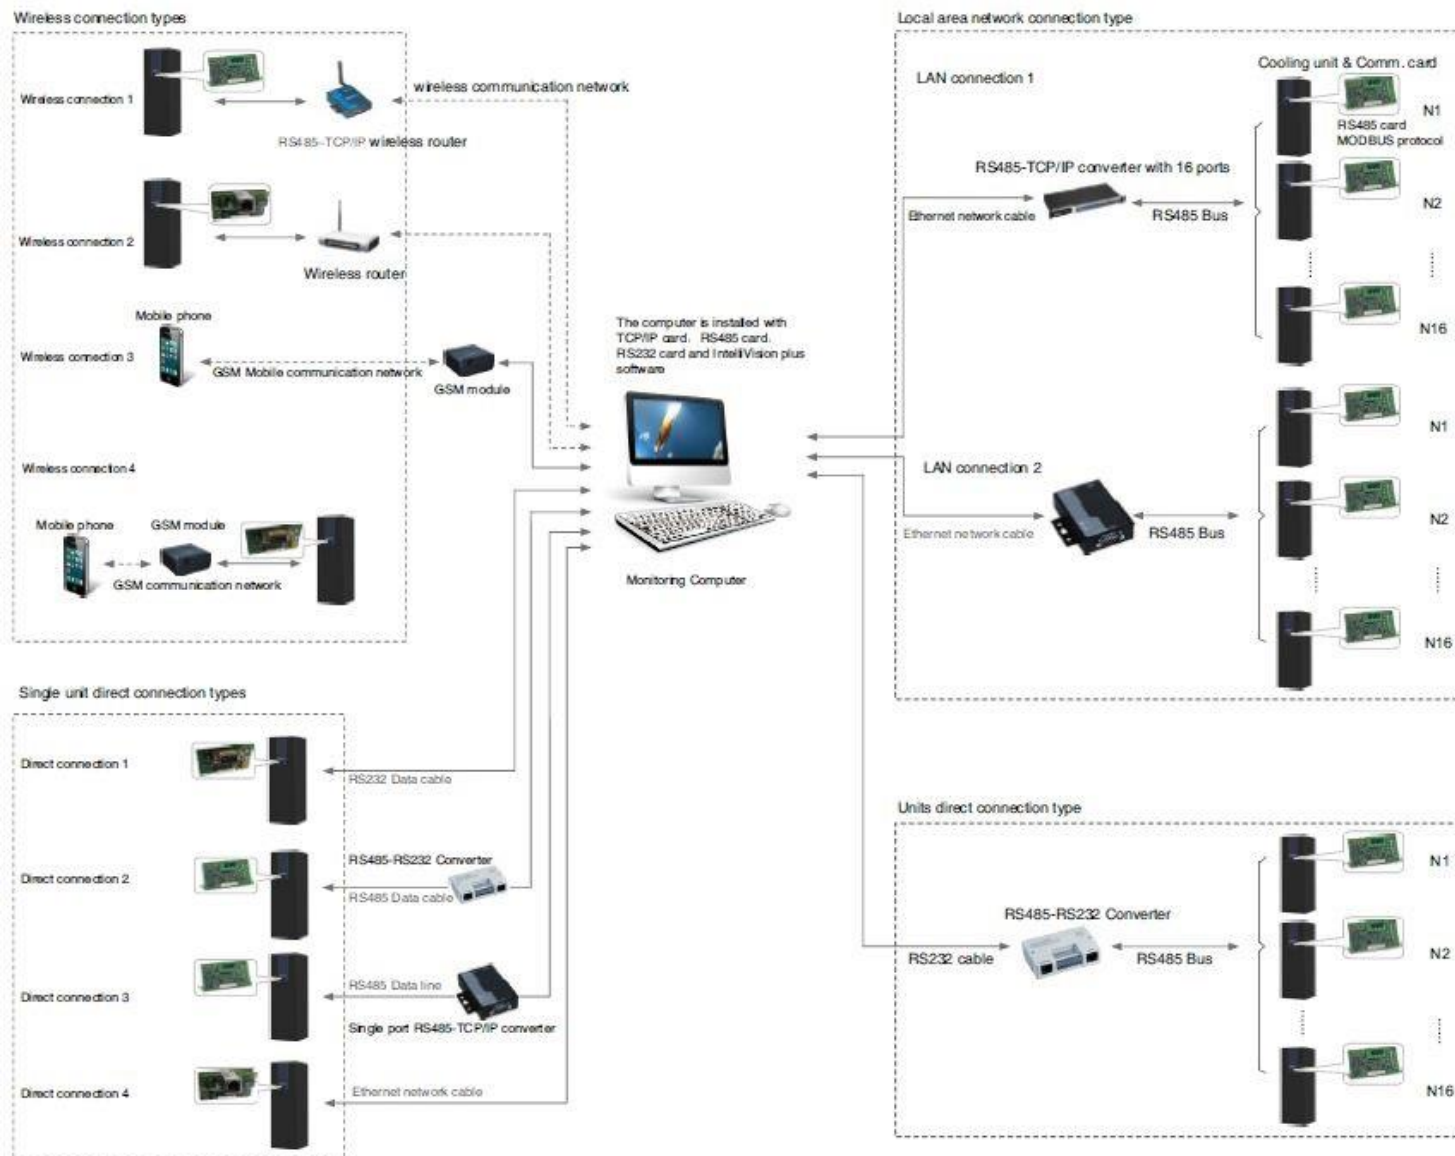 Wireless connection types
Wireless connection 1
wireless communication network
RS485-TCP/IP wireless router
Wireless connection 2
Wireless router
Mobile phone
Wireless connection 3
GSM Mobile communication network
GSM module
Wireless connection 4
Mobile phone
GSM module
GSM communication network
The computer is installed with
TCP/IP card, RS485 card,
RS232 card and IntelliVision plus
software
Monitoring Computer
Single unit direct connection types
Direct connection 1
RS232 Data cable
Direct connection 2
RS485-RS232 Converter
RS485 Data cable
Direct connection 3
RS485 Data line
Single port RS485-TCP/IP converter
Direct connection 4
Ethernet network cable
Local area network connection type
LAN connection 1
Cooling unit & Comm. card
N1
RS485 card
MODBUS protocol
RS485-TCP/IP converter with 16 ports
Ethernet network cable
RS485 Bus
N2
N16
N1
LAN connection 2
Ethernet network cable
RS485 Bus
N2
N16
Units direct connection type
N1
RS485-RS232 Converter
RS232 cable
RS485 Bus
N2
N16